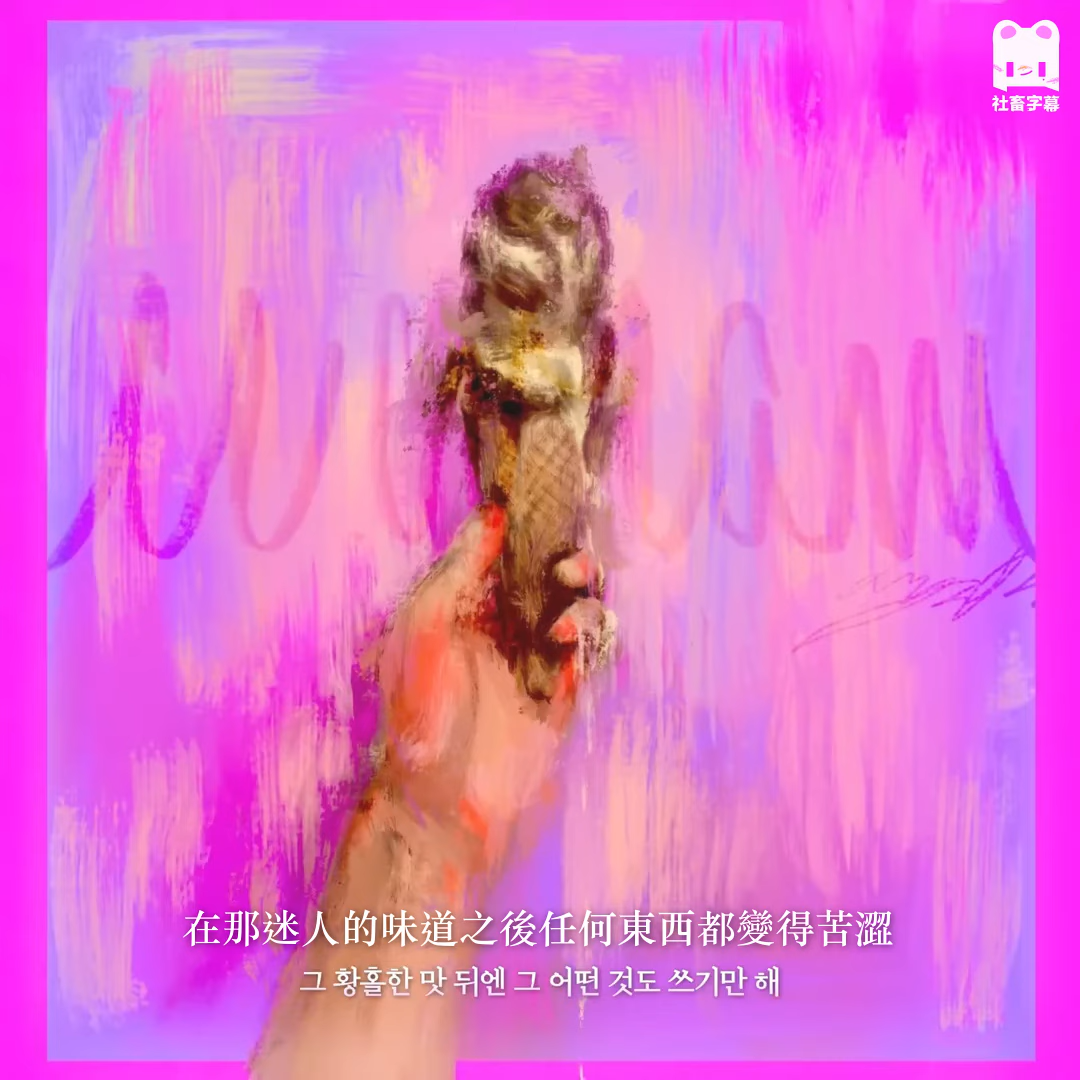 社畜字幕
在那迷人的味道之後任何東西都變得苦澀
그 황홀한 맛 뒤엔 그 어떤 것도 쓰기만 해